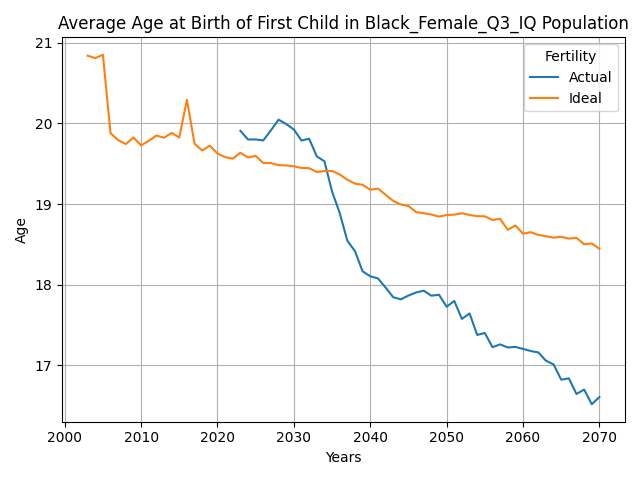 Average Age at Birth of First Child in Black_Female_Q3_IQ Population
Fertility
Actual
Ideal
Age
21
20
19
18
17
2000 2010 2020 2030 2040 2050 2060 2070
Years